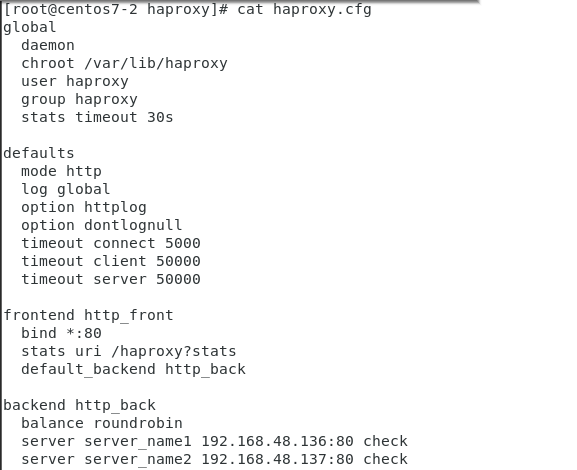 [root@centos7-2 haproxy]# cat haproxy.cfg
global
  daemon
  chroot /var/lib/haproxy
  user haproxy
  group haproxy
  stats timeout 30s

defaults
  mode http
  log global
  option httplog
  option dontlognull
  timeout connect 5000
  timeout client 50000
  timeout server 50000

frontend http_front
  bind *:80
  stats uri /haproxy?stats
  default_backend http_back

backend http_back
  balance roundrobin
  server server_name1 192.168.48.136:80 check
  server server_name2 192.168.48.137:80 check